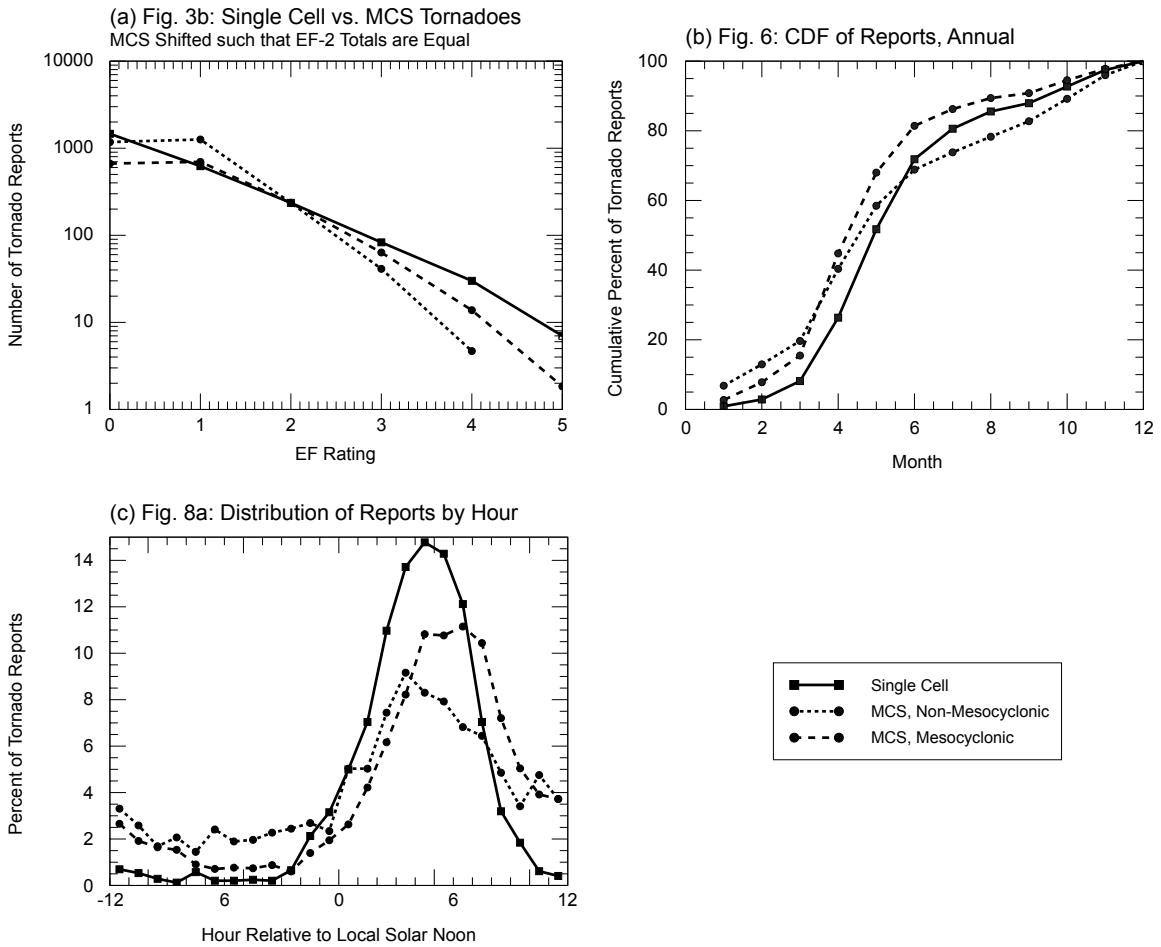 (a) Fig. 3b: Single Cell vs. MCS Tornadoes
MCS Shifted such that EF-2 Totals are Equal
10000
1000
100
10
1
Number of Tornado Reports
0 1 2 3 4 5
EF Rating
(b) Fig. 6: CDF of Reports, Annual
100
80
60
40
20
0
Cumulative Percent of Tornado Reports
0 2 4 6 8 10 12
Month
(c) Fig. 8a: Distribution of Reports by Hour
14
12
10
8
6
4
2
0
Percent of Tornado Reports
-12 6 0 6 12
Hour Relative to Local Solar Noon
Single Cell
MCS, Non-Mesocyclonic
MCS, Mesocyclonic